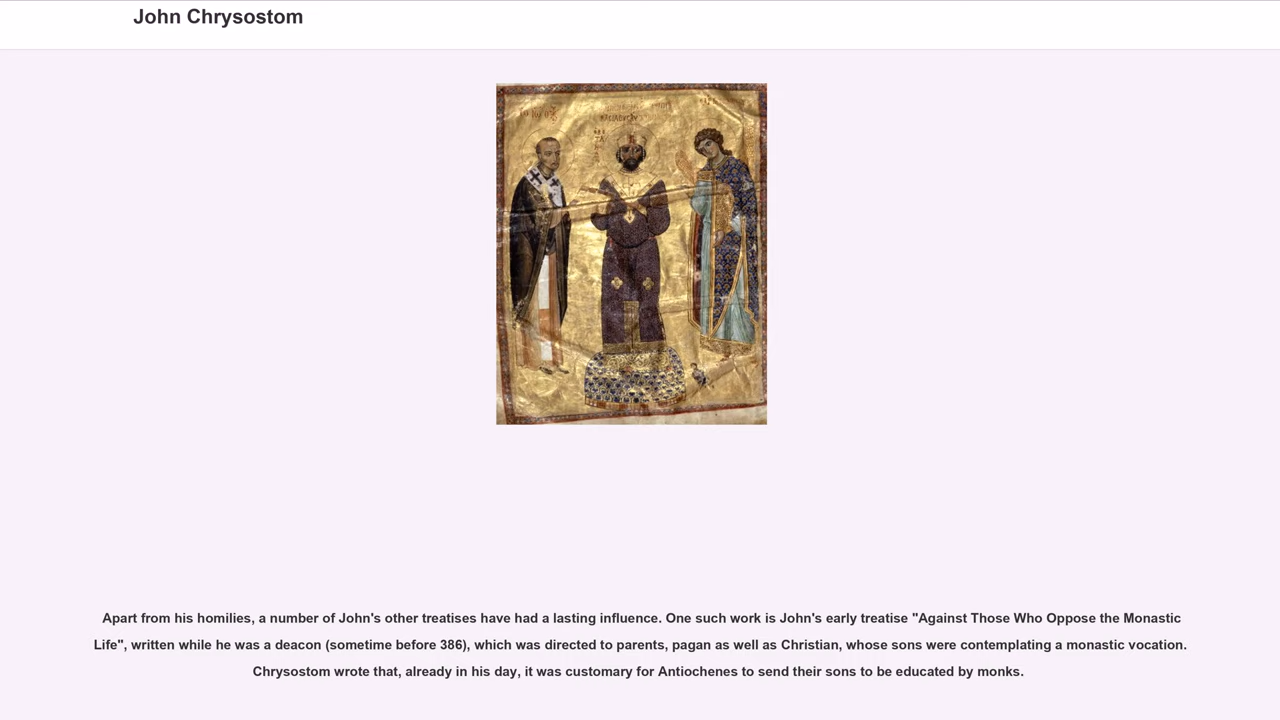 John Chrysostom
Apart from his homilies, a number of John's other treatises have had a lasting influence. One such work is John's early treatise "Against Those Who Oppose the Monastic
Life", written while he was a deacon (sometime before 386), which was directed to parents, pagan as well as Christian, whose sons were contemplating a monastic vocation.
Chrysostom wrote that, already in his day, it was customary for Antiochenes to send their sons to be educated by monks.